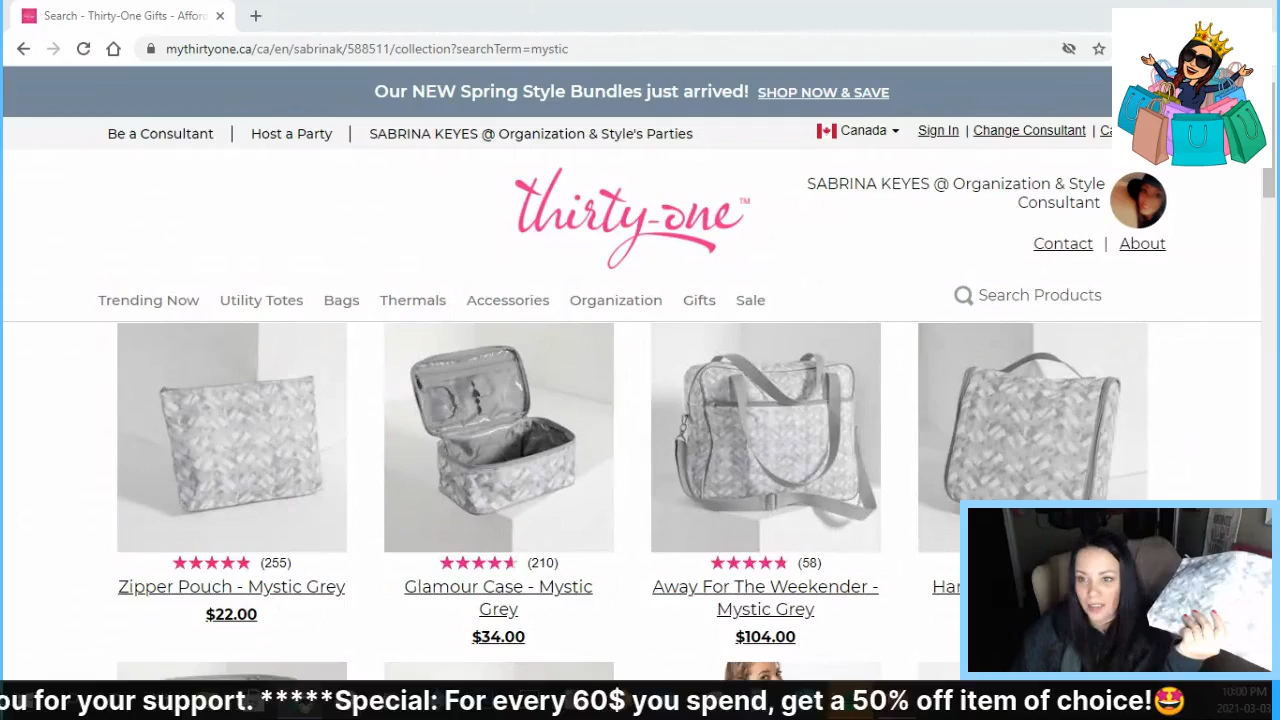 Search - Thirty-One Gifts - Affor
mythirtyone.ca/ca/en/sabrinak/588511/collection?searchTerm=mystic
Our NEW Spring Style Bundles just arrived! SHOP NOW & SAVE
Be a Consultant | Host a Party | SABRINA KEYES @ Organization & Style's Parties
Canada Sign In | Change Consultant | Ca
thirty-one™
SABRINA KEYES @ Organization & Style
Consultant
Contact | About
Trending Now Utility Totes Bags Thermals Accessories Organization Gifts Sale
Search Products
(255) (210) (58)
Zipper Pouch - Mystic Grey
$22.00
Glamour Case - Mystic
Grey
$34.00
Away For The Weekender -
Mystic Grey
$104.00
Har
ou for your support. *****Special: For every 60$ you spend, get a 50% off item of choice!🤩
10:00 PM
2021-03-03